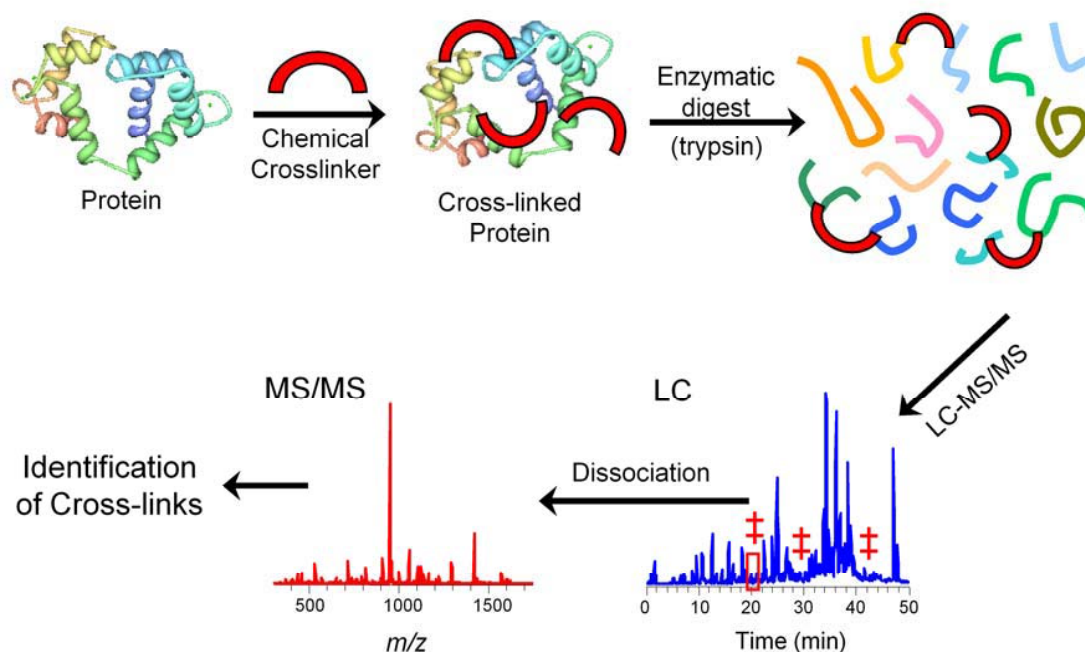 Protein
Chemical
Crosslinker
Cross-linked
Protein
Enzymatic
digest
(trypsin)
LC-MS/MS
LC
‡
‡
‡
0
10
20
30
40
50
Time (min)
Dissociation
MS/MS
500
1000
1500
m/z
Identification
of Cross-links